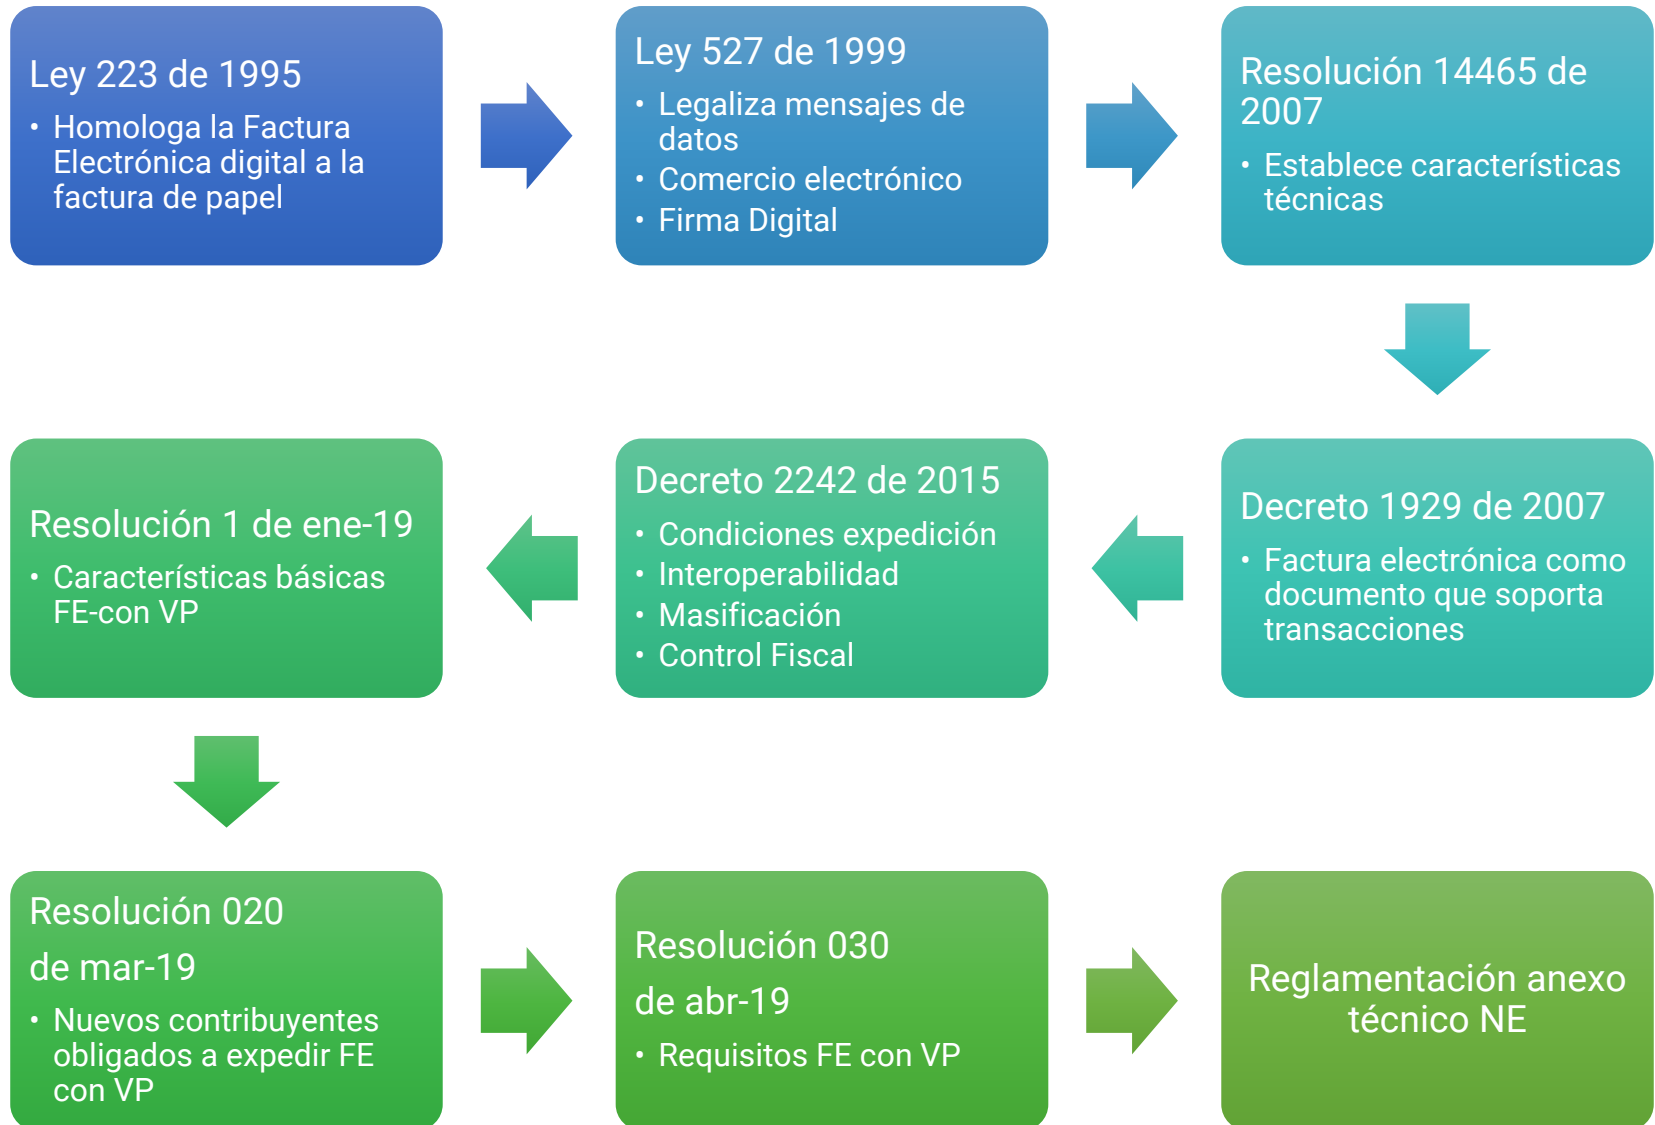 Ley 223 de 1995
• Homologa la Factura
Electrónica digital a la
factura de papel
Ley 527 de 1999
• Legaliza mensajes de
datos
• Comercio electrónico
• Firma Digital
Resolución 14465 de
2007
• Establece características
técnicas
Decreto 1929 de 2007
• Factura electrónica como
documento que soporta
transacciones
Decreto 2242 de 2015
• Condiciones expedición
• Interoperabilidad
• Masificación
• Control Fiscal
Resolución 1 de ene-19
• Características básicas
FE-con VP
Resolución 020
de mar-19
• Nuevos contribuyentes
obligados a expedir FE
con VP
Resolución 030
de abr-19
• Requisitos FE con VP
Reglamentación anexo
técnico NE